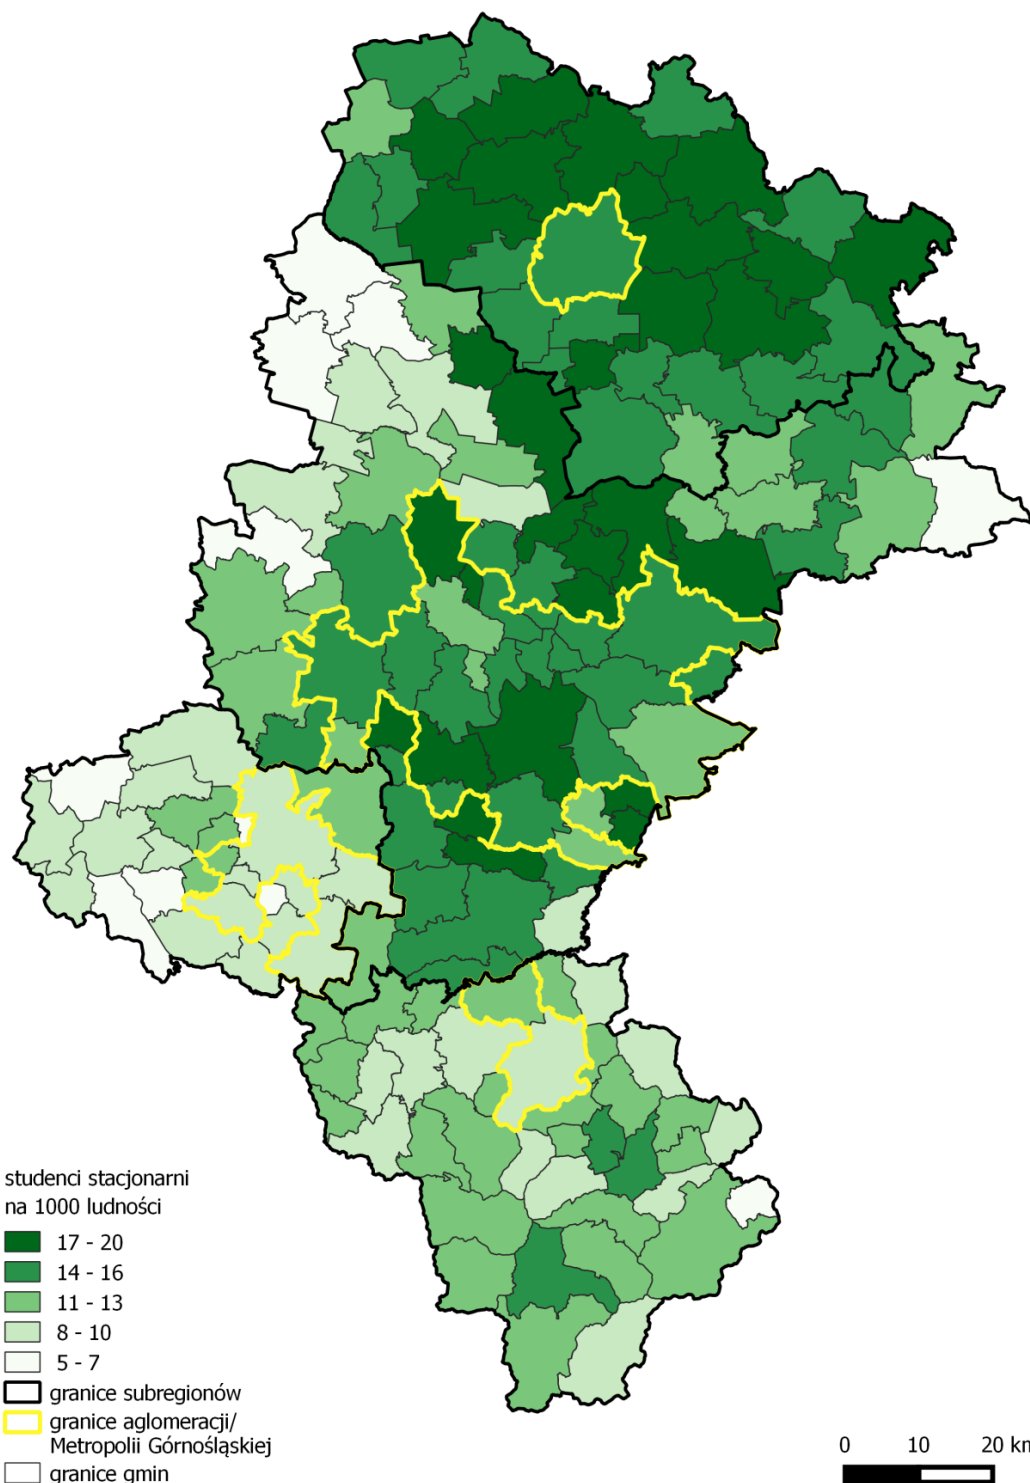 studenci stacjonarni
na 1000 ludności
17 - 20
14 - 16
11 - 13
8 - 10
5 - 7
granice subregionów
granice aglomeracji/
Metropolii Górnośląskiej
granice gmin
0 10 20 km